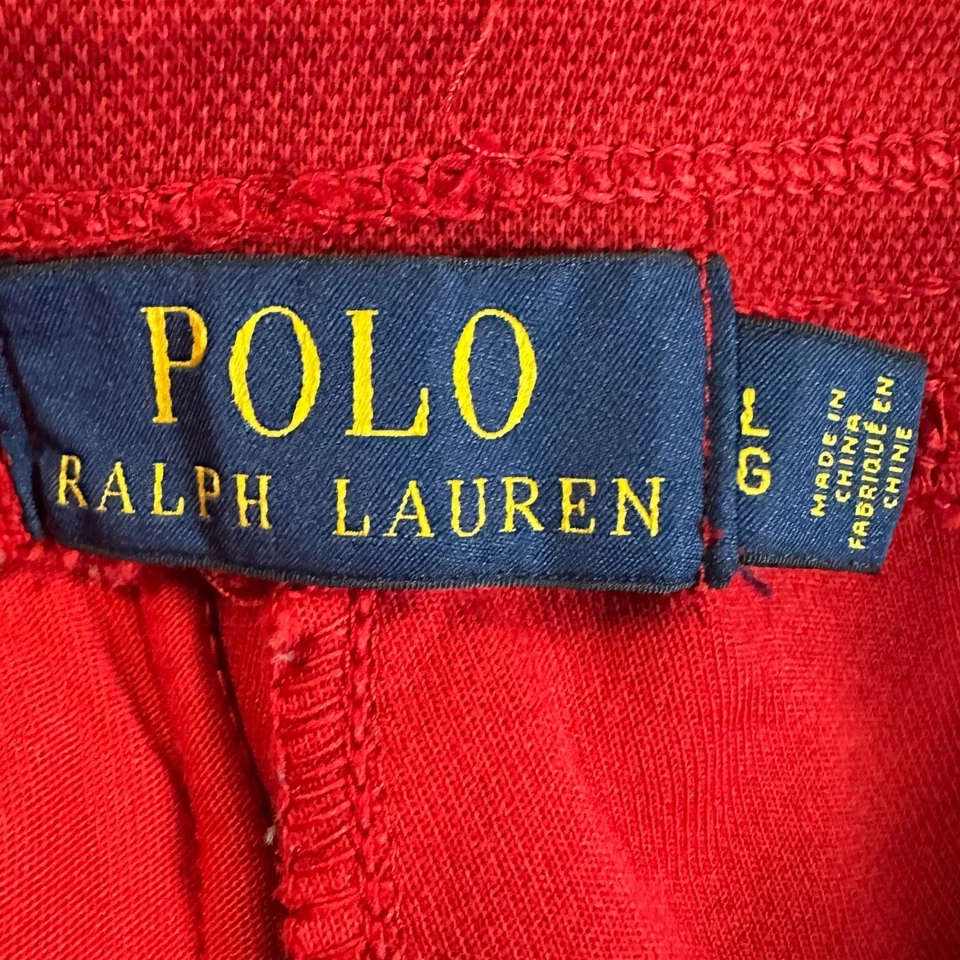 POLO
RALPH LAUREN
L
G
MADE IN
CHINA
FABRIQUÉ EN
CHINE